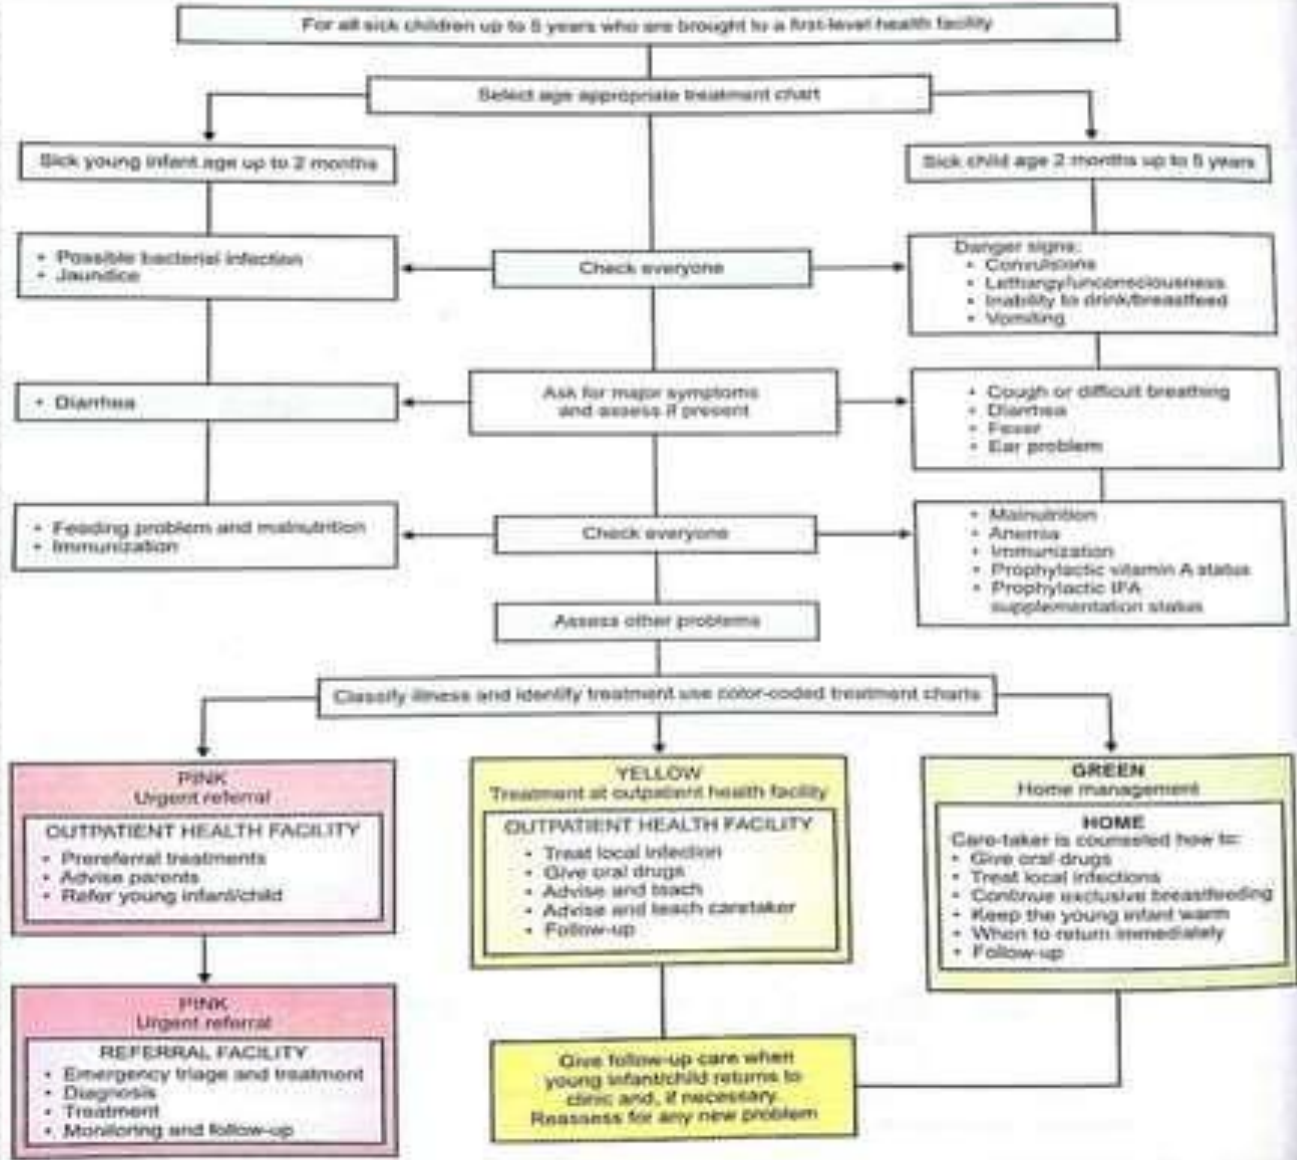 For all sick children up to 5 years who are brought to a first-level health facility
Select age appropriate treatment chart
Sick young infant age up to 2 months
Sick child age 2 months up to 5 years
• Possible bacterial infection
• Jaundice
Check everyone
Danger signs:
• Convulsions
• Lethargy/unconsciousness
• Inability to drink/breastfeed
• Vomiting
• Diarrhea
Ask for major symptoms
and assess if present
• Cough or difficult breathing
• Diarrhea
• Fever
• Ear problem
• Feeding problem and malnutrition
• Immunization
Check everyone
• Malnutrition
• Anemia
• Immunization
• Prophylactic vitamin A status
• Prophylactic IFA
supplementation status
Assess other problems
Classify illness and identify treatment use color-coded treatment charts
PINK
Urgent referral
OUTPATIENT HEALTH FACILITY
• Prereferral treatments
• Advise parents
• Refer young infant/child
YELLOW
Treatment at outpatient health facility
OUTPATIENT HEALTH FACILITY
• Treat local infection
• Give oral drugs
• Advise and teach
• Advise and teach caretaker
• Follow-up
GREEN
Home management
HOME
Care-taker is counseled how to:
• Give oral drugs
• Treat local infections
• Continue exclusive breastfeeding
• Keep the young infant warm
• When to return immediately
• Follow-up
PINK
Urgent referral
REFERRAL FACILITY
• Emergency triage and treatment
• Diagnosis
• Treatment
• Monitoring and follow-up
Give follow-up care when
young infant/child returns to
clinic and, if necessary
Reassess for any new problem